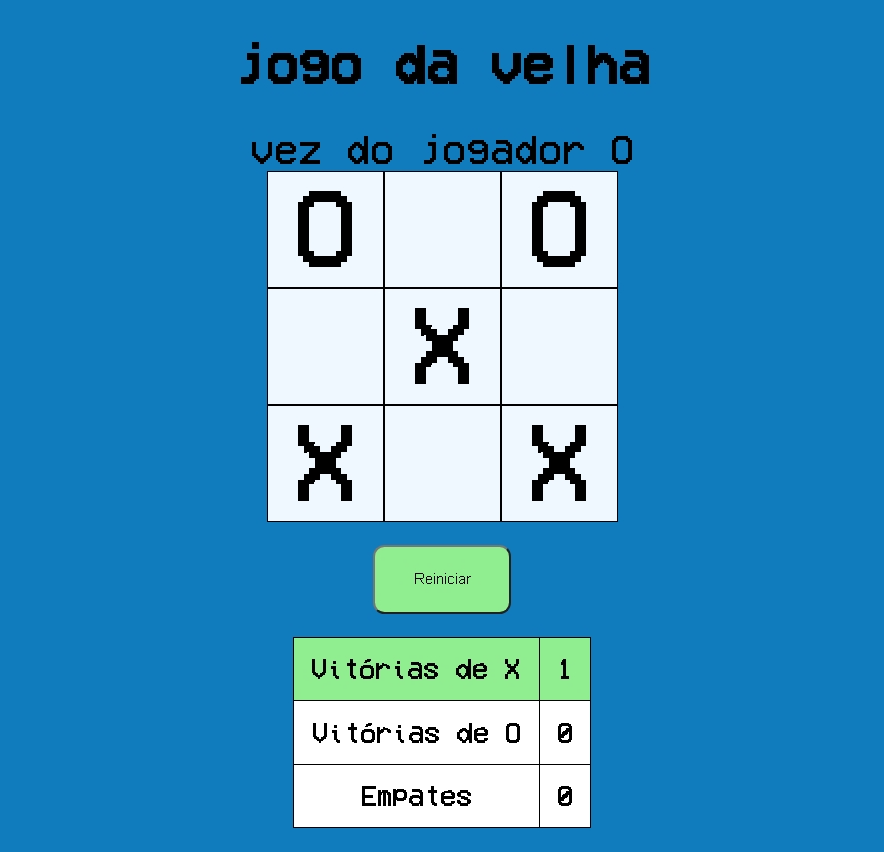 jogo da velha
vez do jogador O
O O
X
X X
Reiniciar
Vitórias de X 1
Vitórias de O 0
Empates 0